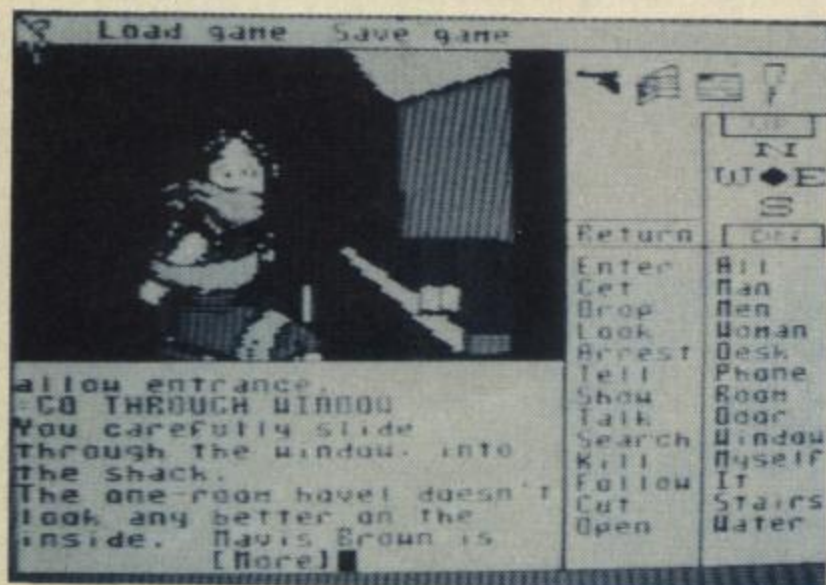 Load game Save game
N
W E
S
Return
Enter All
Get Man
Drop Men
Look Woman
Arrest Desk
Tell Phone
Show Room
Talk Door
Search Window
Kill Myself
Follow It
Cut Stairs
Open Water
allow entrance.
GO THROUGH WINDOW
You carefully slide
through the window, into
the shack.
The one-room hovel doesn't
look any better on the
inside. Mavis Brown is
[More]